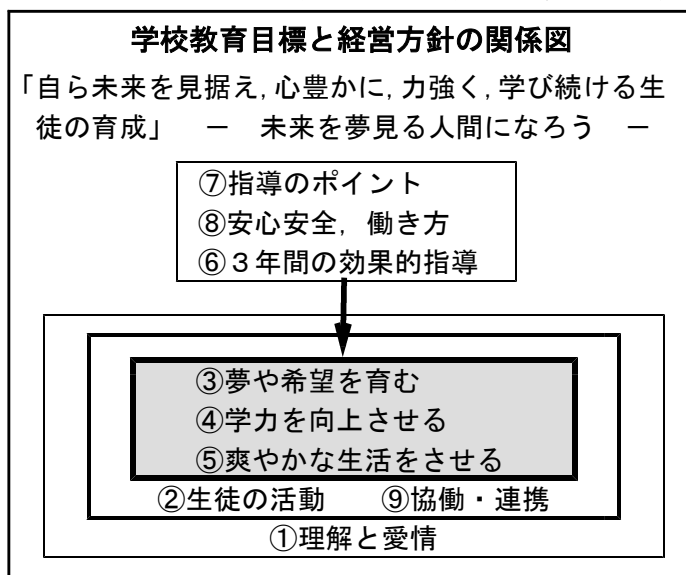 学校教育目標と経営方針の関係図
「自ら未来を見据え,心豊かに,力強く,学び続ける生
徒の育成」 － 未来を夢見る人間になろう －
⑦指導のポイント
⑧安心安全，働き方
⑥３年間の効果的指導
③夢や希望を育む
④学力を向上させる
⑤爽やかな生活をさせる
②生徒の活動 ⑨協働・連携
①理解と愛情